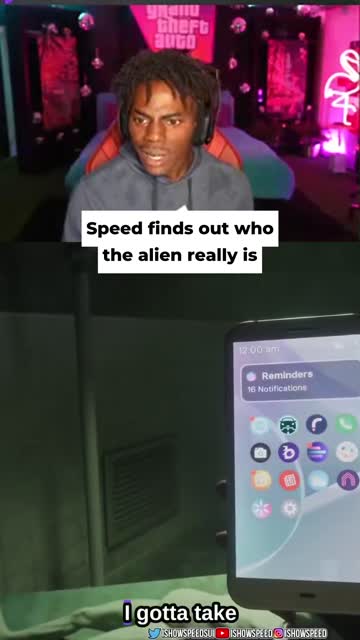 grand
theft
auto
Speed finds out who
the alien really is
12:00 am
Reminders
16 Notifications
I gotta take
ISHOWSPEEDSUI ISHOWSPEED ISHOWSPEED